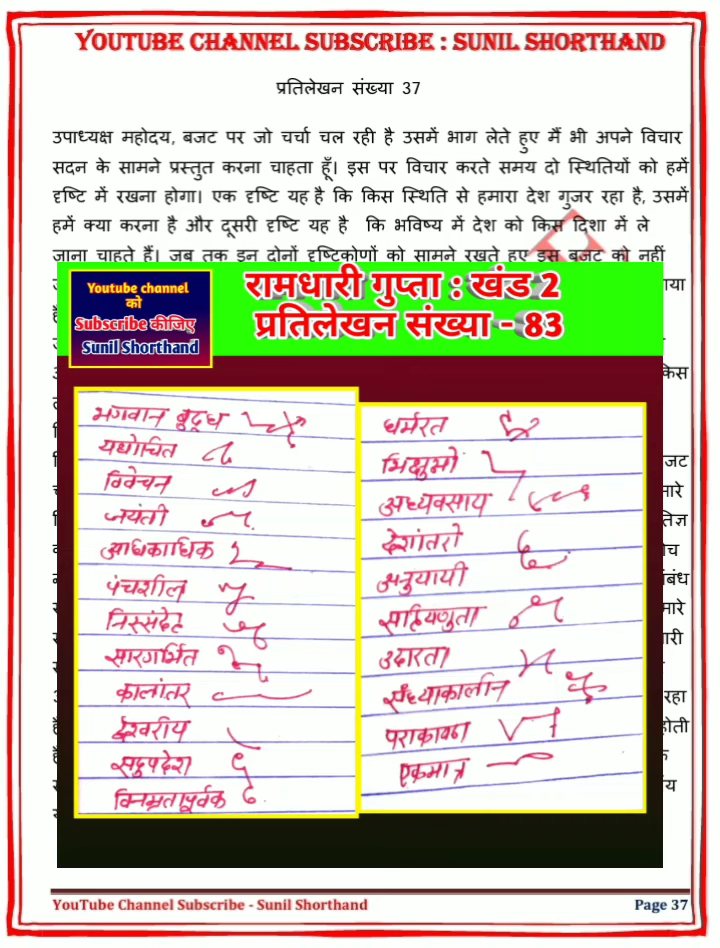 YOUTUBE CHANNEL SUBSCRIBE : SUNIL SHORTHAND
प्रतिलेखन संख्या 37
उपाध्यक्ष महोदय, बजट पर जो चर्चा चल रही है उसमें भाग लेते हुए मैं भी अपने विचार
सदन के सामने प्रस्तुत करना चाहता हूँ। इस पर विचार करते समय दो स्थितियों को हमें
दृष्टि में रखना होगा। एक दृष्टि यह है कि किस स्थिति से हमारा देश गुजर रहा है, उसमें
हमें क्या करना है और दूसरी दृष्टि यह है कि भविष्य में देश को किस दिशा में ले
जाना चाहते हैं। जब तक इन दोनों दृष्टिकोणों को सामने रखते हुए इस बजट को नहीं
Youtube channel
को
Subscribe कीजिए
Sunil Shorthand
रामधारी गुप्ता : खंड 2
प्रतिलेखन संख्या - 83
भगवान बुद्ध
यथोचित
विवेचन
जयंती
अधिकाधिक
पंचशील
निस्संदेह
सारगर्भित
कालांतर
ईश्वरीय
सदुपदेश
विनम्रतापूर्वक
धर्मरत
भिक्षुओं
अध्यवसाय
देशांतरो
अनुयायी
सहिष्णुता
उदारता
संध्याकालीन
पराकाष्ठा
एकमात्र
किस
रहा
YouTube Channel Subscribe - Sunil Shorthand
Page 37